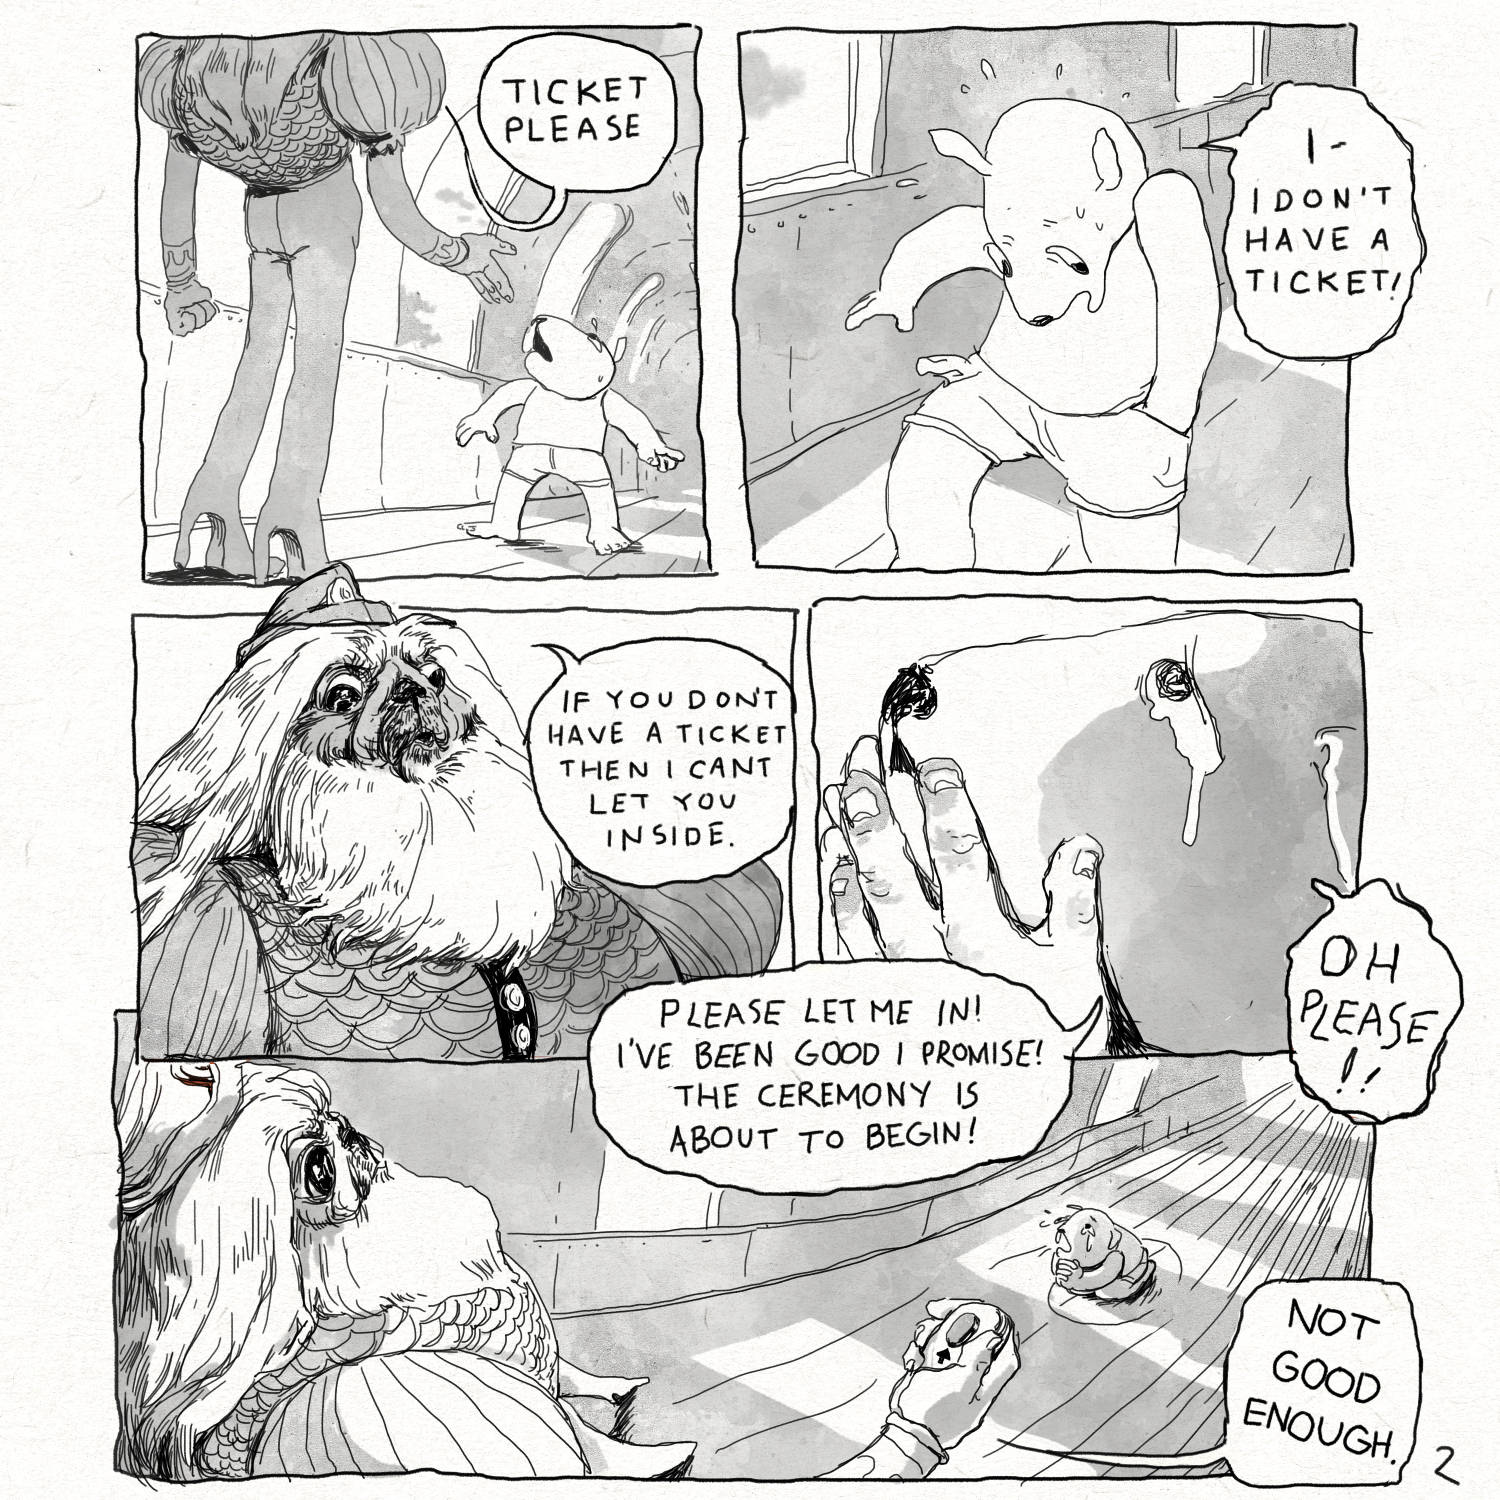 TICKET
PLEASE
I-
I DON'T
HAVE A
TICKET!
IF YOU DON'T
HAVE A TICKET
THEN I CANT
LET YOU
INSIDE.
OH
PLEASE
!!
PLEASE LET ME IN!
I'VE BEEN GOOD I PROMISE!
THE CEREMONY IS
ABOUT TO BEGIN!
NOT
GOOD
ENOUGH.
2